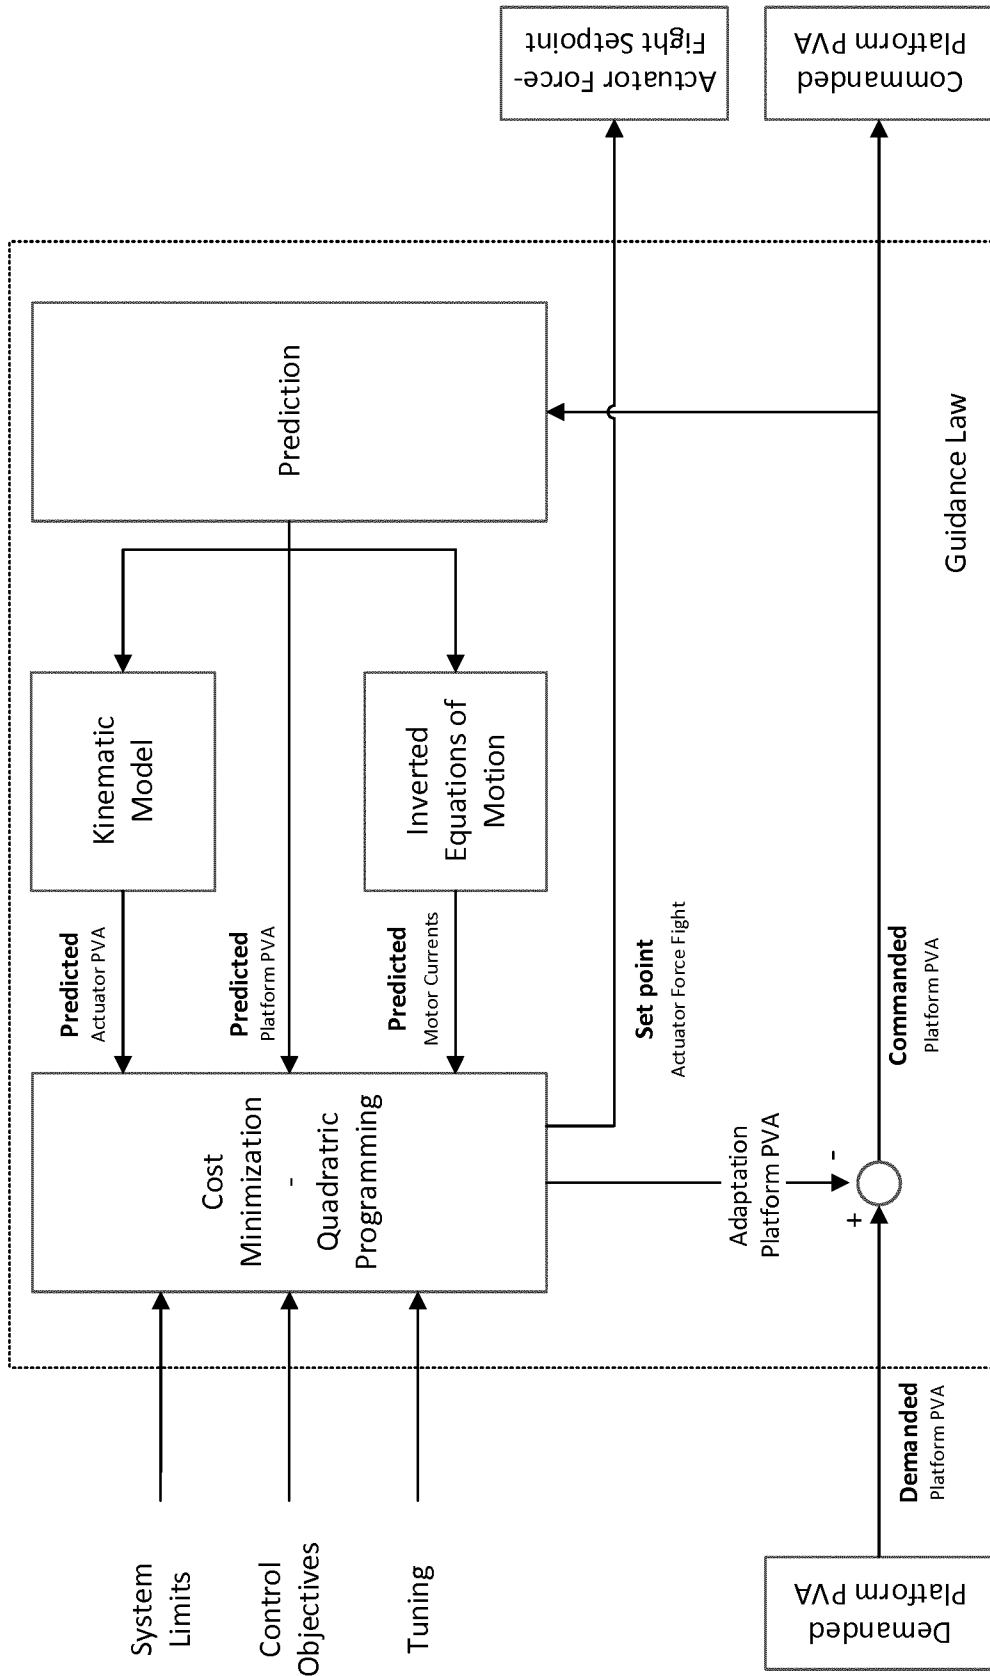 System
Limits
Control
Objectives
Tuning
Cost
Minimization
-
Quadratric
Programming
Predicted
Actuator PVA
Predicted
Platform PVA
Predicted
Motor Currents
Kinematic
Model
Inverted
Equations of
Motion
Prediction
Set point
Actuator Force Fight
Adaptation
Platform PVA
+
-
Demanded
Platform PVA
Demanded
Platform PVA
Commanded
Platform PVA
Guidance Law
Actuator Force-
Fight Setpoint
Commanded
Platform PVA